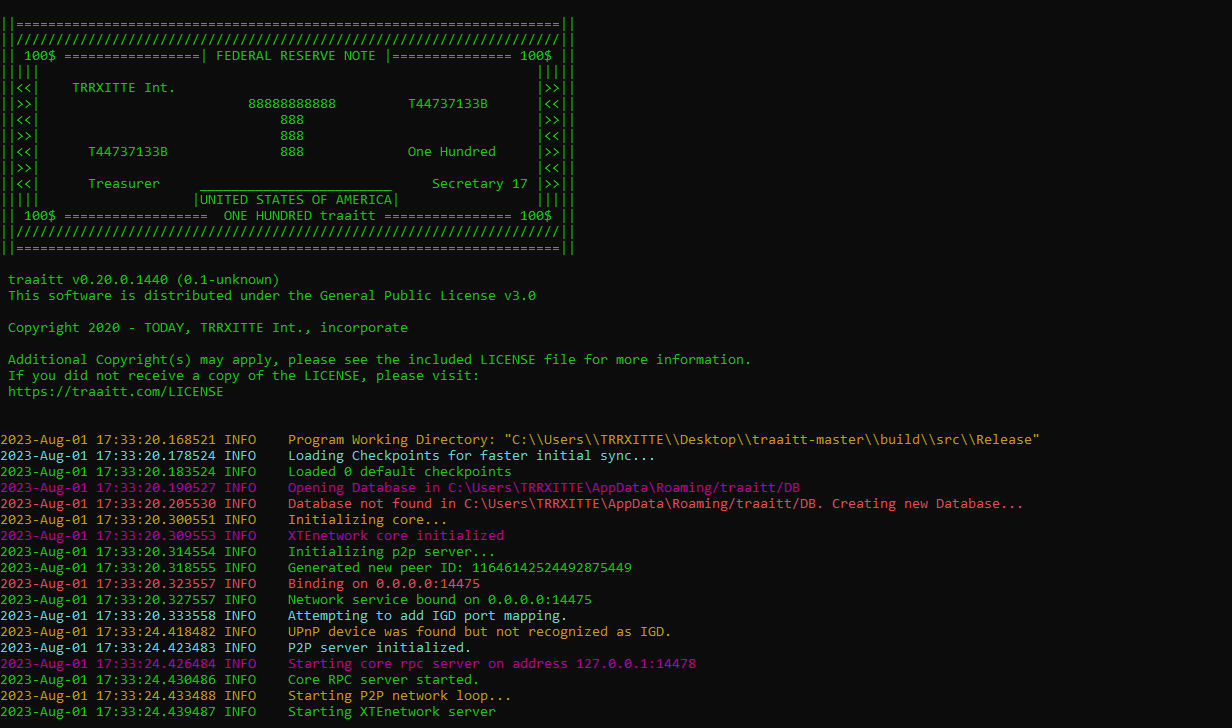 ||====================================================================||
||////////////////////////////////////////////////////////////////////||
|| 100$ =================| FEDERAL RESERVE NOTE |=============== 100$ ||
|||||                                                              |||||
||<<|    TRRXITTE Int.                                             |>>||
||>>|                          88888888888         T44737133B      |<<||
||<<|                              888                             |>>||
||>>|                              888                             |<<||
||<<|      T44737133B              888             One Hundred     |>>||
||>>|                                                              |<<||
||<<|      Treasurer     ________________________     Secretary 17 |>>||
|||||                   |UNITED STATES OF AMERICA|                 |||||
|| 100$ ==================  ONE HUNDRED traaitt ================ 100$ ||
||////////////////////////////////////////////////////////////////////||
||====================================================================||
traaitt v0.20.0.1440 (0.1-unknown)
This software is distributed under the General Public License v3.0
Copyright 2020 - TODAY, TRRXITTE Int., incorporate
Additional Copyright(s) may apply, please see the included LICENSE file for more information.
If you did not receive a copy of the LICENSE, please visit:
https://traaitt.com/LICENSE
2023-Aug-01 17:33:20.168521 INFO    Program Working Directory: "C:\\Users\\TRRXITTE\\Desktop\\traaitt-master\\build\\src\\Release"
2023-Aug-01 17:33:20.178524 INFO    Loading Checkpoints for faster initial sync...
2023-Aug-01 17:33:20.183524 INFO    Loaded 0 default checkpoints
2023-Aug-01 17:33:20.190527 INFO    Opening Database in C:\Users\TRRXITTE\AppData\Roaming/traaitt/DB
2023-Aug-01 17:33:20.205530 INFO    Database not found in C:\Users\TRRXITTE\AppData\Roaming/traaitt/DB. Creating new Database...
2023-Aug-01 17:33:20.300551 INFO    Initializing core...
2023-Aug-01 17:33:20.309553 INFO    XTEnetwork core initialized
2023-Aug-01 17:33:20.314554 INFO    Initializing p2p server...
2023-Aug-01 17:33:20.318555 INFO    Generated new peer ID: 11646142524492875449
2023-Aug-01 17:33:20.323557 INFO    Binding on 0.0.0.0:14475
2023-Aug-01 17:33:20.327557 INFO    Network service bound on 0.0.0.0:14475
2023-Aug-01 17:33:20.333558 INFO    Attempting to add IGD port mapping.
2023-Aug-01 17:33:24.418482 INFO    UPnP device was found but not recognized as IGD.
2023-Aug-01 17:33:24.423483 INFO    P2P server initialized.
2023-Aug-01 17:33:24.426484 INFO    Starting core rpc server on address 127.0.0.1:14478
2023-Aug-01 17:33:24.430486 INFO    Core RPC server started.
2023-Aug-01 17:33:24.433488 INFO    Starting P2P network loop...
2023-Aug-01 17:33:24.439487 INFO    Starting XTEnetwork server